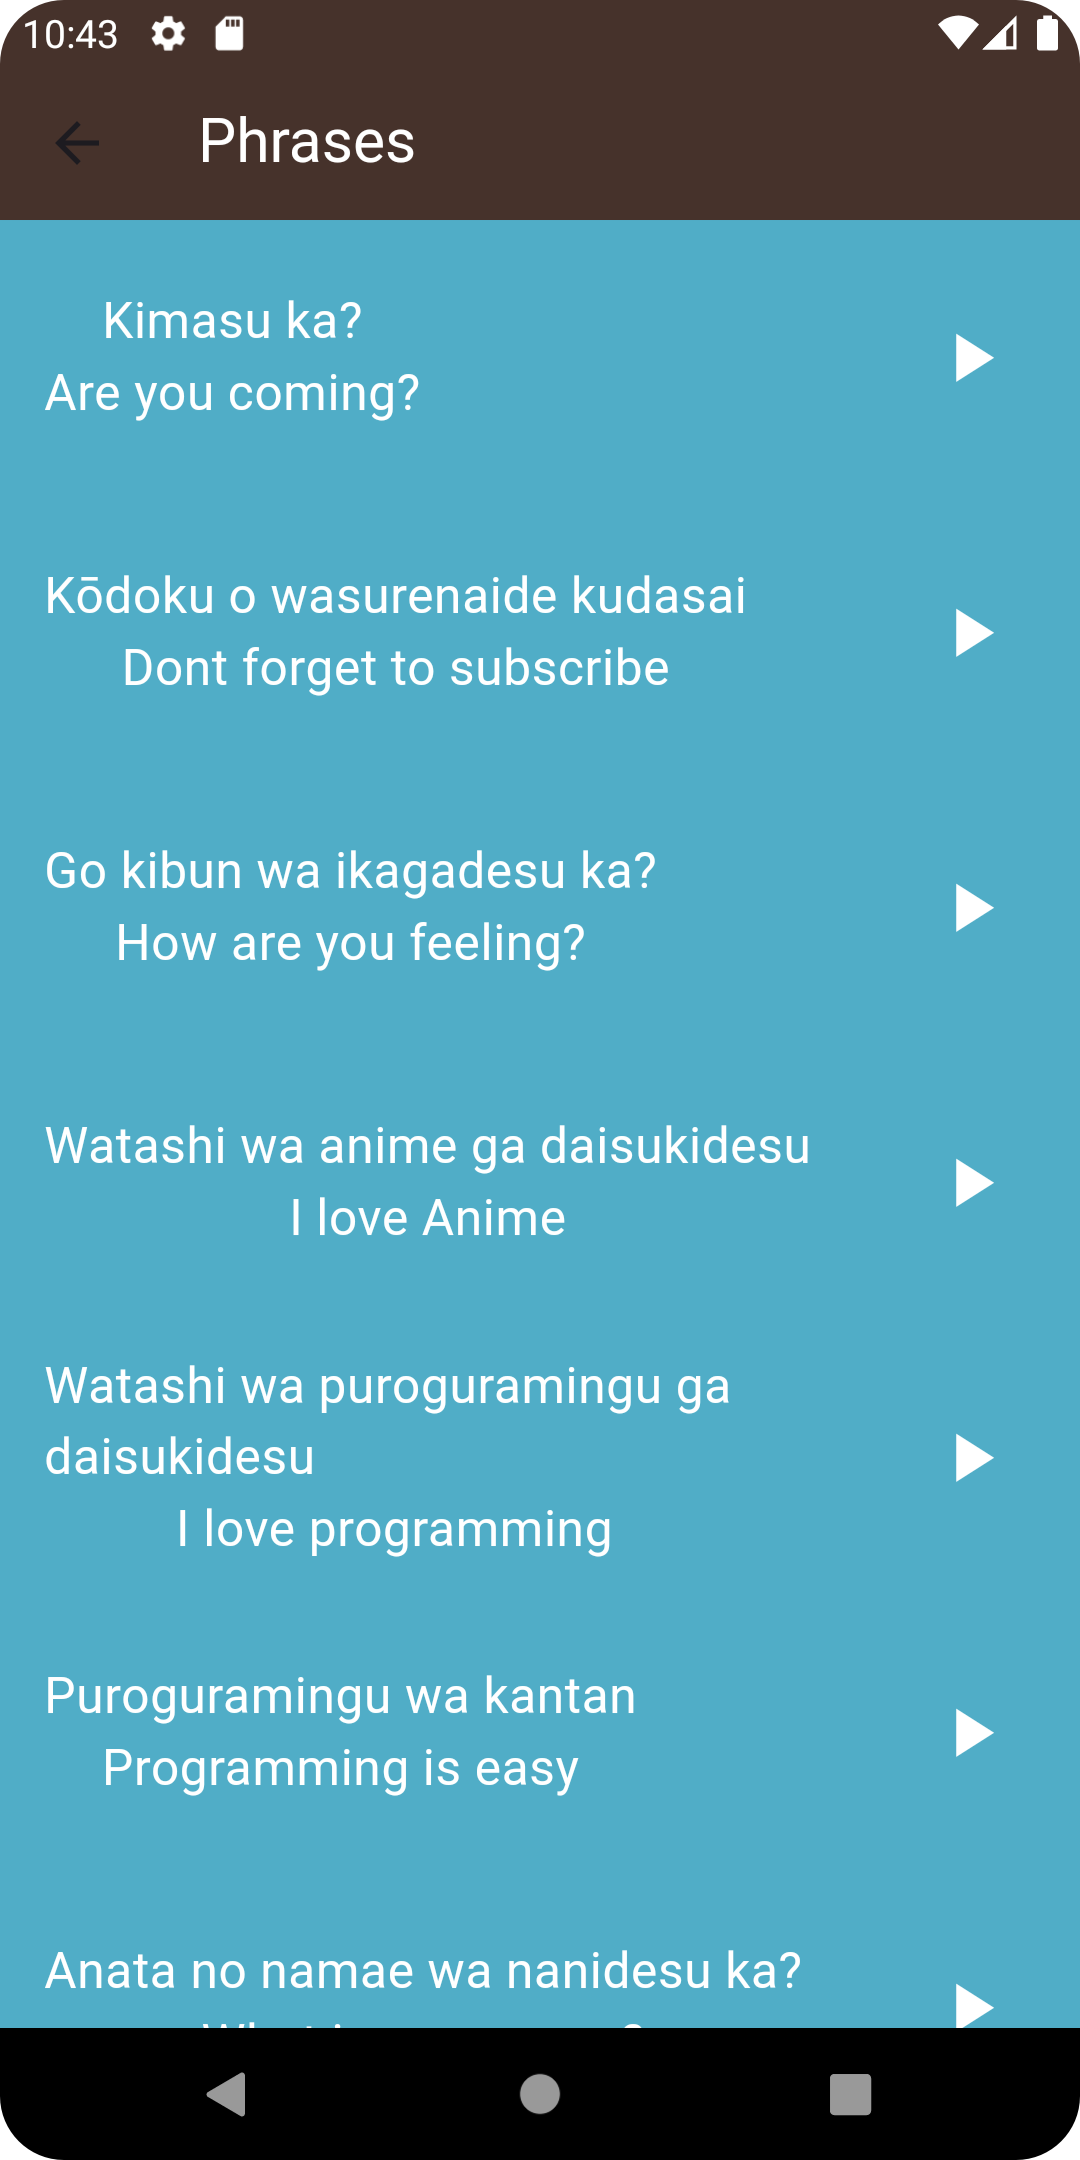 10:43
Phrases
Kimasu ka?
Are you coming?
Kōdoku o wasurenaide kudasai
Dont forget to subscribe
Go kibun wa ikagadesu ka?
How are you feeling?
Watashi wa anime ga daisukidesu
I love Anime
Watashi wa puroguramingu ga
daisukidesu
I love programming
Puroguramingu wa kantan
Programming is easy
Anata no namae wa nanidesu ka?